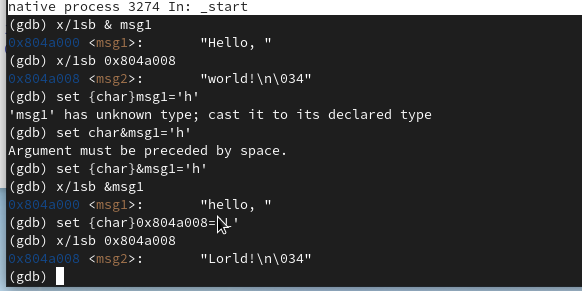 native process 3274 In: _start
(gdb) x/1sb & msg1
0x804a000 <msg1>: "Hello, "
(gdb) x/1sb 0x804a008
0x804a008 <msg2>: "world!\n\034"
(gdb) set {char}msg1='h'
'msg1' has unknown type; cast it to its declared type
(gdb) set char&msg1='h'
Argument must be preceded by space.
(gdb) set {char}&msg1='h'
(gdb) x/1sb &msg1
0x804a000 <msg1>: "hello, "
(gdb) set {char}0x804a008= '
(gdb) x/1sb 0x804a008
0x804a008 <msg2>: "Lorld!\n\034"
(gdb)